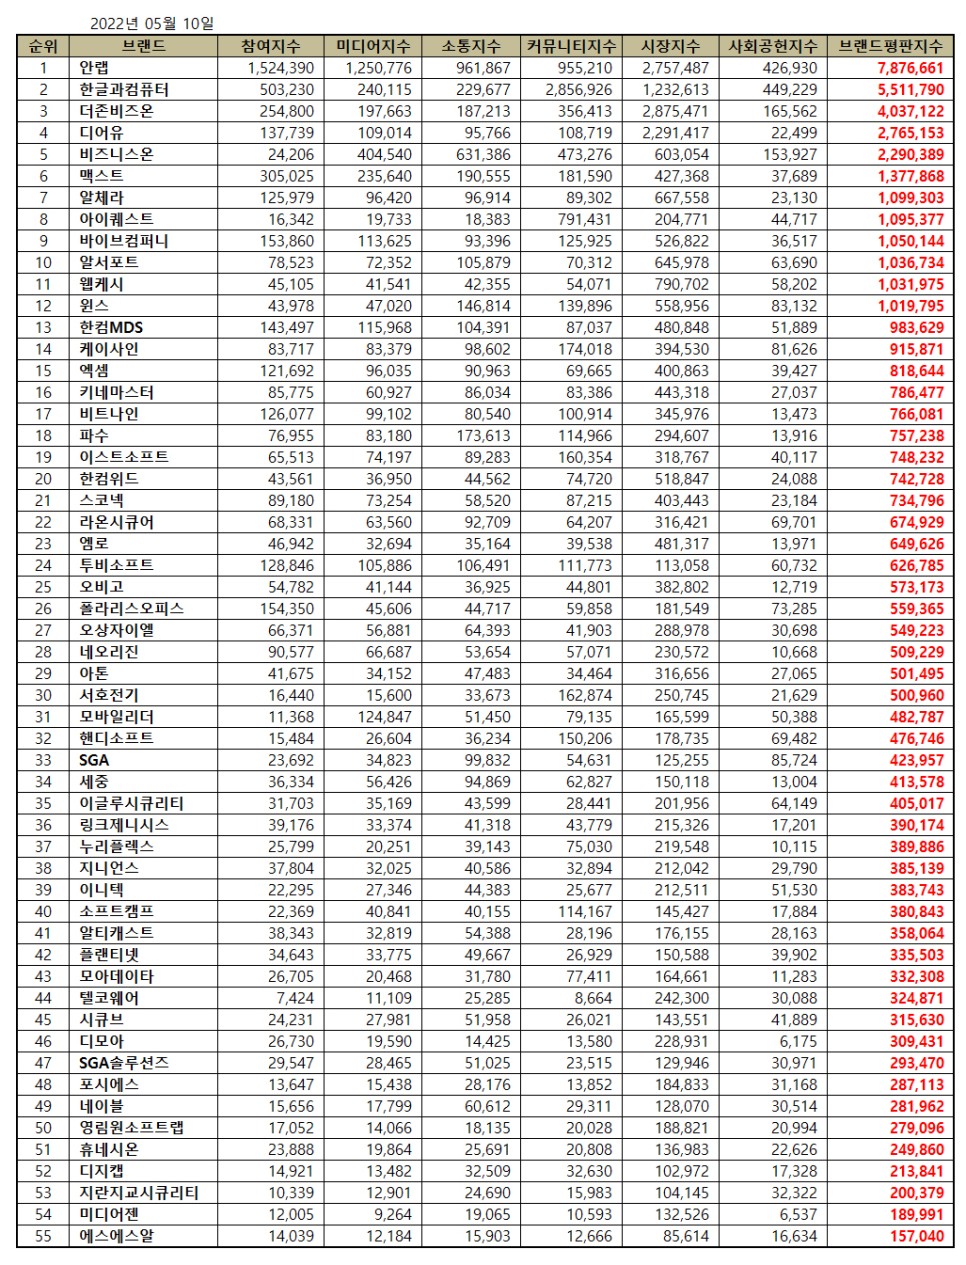 2022년 05월 10일
순위 브랜드 참여지수 미디어지수 소통지수 커뮤니티지수 시장지수 사회공헌지수 브랜드평판지수
1 안랩 1,524,390 1,250,776 961,867 955,210 2,757,487 426,930 7,876,661
2 한글과컴퓨터 503,230 240,115 229,677 2,856,926 1,232,613 449,229 5,511,790
3 더존비즈온 254,800 197,663 187,213 356,413 2,875,471 165,562 4,037,122
4 디어유 137,739 109,014 95,766 108,719 2,291,417 22,499 2,765,153
5 비즈니스온 24,206 404,540 631,386 473,276 603,054 153,927 2,290,389
6 맥스트 305,025 235,640 190,555 181,590 427,368 37,689 1,377,868
7 알체라 125,979 96,420 96,914 89,302 667,558 23,130 1,099,303
8 아이퀘스트 16,342 19,733 18,383 791,431 204,771 44,717 1,095,377
9 바이브컴퍼니 153,860 113,625 93,396 125,925 526,822 36,517 1,050,144
10 알서포트 78,523 72,352 105,879 70,312 645,978 63,690 1,036,734
11 웹케시 45,105 41,541 42,355 54,071 790,702 58,202 1,031,975
12 윈스 43,978 47,020 146,814 139,896 558,956 83,132 1,019,795
13 한컴MDS 143,497 115,968 104,391 87,037 480,848 51,889 983,629
14 케이사인 83,717 83,379 98,602 174,018 394,530 81,626 915,871
15 엑셈 121,692 96,035 90,963 69,665 400,863 39,427 818,644
16 키네마스터 85,775 60,927 86,034 83,386 443,318 27,037 786,477
17 비트나인 126,077 99,102 80,540 100,914 345,976 13,473 766,081
18 파수 76,955 83,180 173,613 114,966 294,607 13,916 757,238
19 이스트소프트 65,513 74,197 89,283 160,354 318,767 40,117 748,232
20 한컴위드 43,561 36,950 44,562 74,720 518,847 24,088 742,728
21 스코넥 89,180 73,254 58,520 87,215 403,443 23,184 734,796
22 라온시큐어 68,331 63,560 92,709 64,207 316,421 69,701 674,929
23 엠로 46,942 32,694 35,164 39,538 481,317 13,971 649,626
24 투비소프트 128,846 105,886 106,491 111,773 113,058 60,732 626,785
25 오비고 54,782 41,144 36,925 44,801 382,802 12,719 573,173
26 폴라리스오피스 154,350 45,606 44,717 59,858 181,549 73,285 559,365
27 오상자이엘 66,371 56,881 64,393 41,903 288,978 30,698 549,223
28 네오리진 90,577 66,687 53,654 57,071 230,572 10,668 509,229
29 아톤 41,675 34,152 47,483 34,464 316,656 27,065 501,495
30 서호전기 16,440 15,600 33,673 162,874 250,745 21,629 500,960
31 모바일리더 11,368 124,847 51,450 79,135 165,599 50,388 482,787
32 핸디소프트 15,484 26,604 36,234 150,206 178,735 69,482 476,746
33 SGA 23,692 34,823 99,832 54,631 125,255 85,724 423,957
34 세중 36,334 56,426 94,869 62,827 150,118 13,004 413,578
35 이글루시큐리티 31,703 35,169 43,599 28,441 201,956 64,149 405,017
36 링크제니시스 39,176 33,374 41,318 43,779 215,326 17,201 390,174
37 누리플렉스 25,799 20,251 39,143 75,030 219,548 10,115 389,886
38 지니언스 37,804 32,025 40,586 32,894 212,042 29,790 385,139
39 이니텍 22,295 27,346 44,383 25,677 212,511 51,530 383,743
40 소프트캠프 22,369 40,841 40,155 114,167 145,427 17,884 380,843
41 알티캐스트 38,343 32,819 54,388 28,196 176,155 28,163 358,064
42 플랜티넷 34,643 33,775 49,667 26,929 150,588 39,902 335,503
43 모아데이타 26,705 20,468 31,780 77,411 164,661 11,283 332,308
44 텔코웨어 7,424 11,109 25,285 8,664 242,300 30,088 324,871
45 시큐브 24,231 27,981 51,958 26,021 143,551 41,889 315,630
46 디모아 26,730 19,590 14,425 13,580 228,931 6,175 309,431
47 SGA솔루션즈 29,547 28,465 51,025 23,515 129,946 30,971 293,470
48 포시에스 13,647 15,438 28,176 13,852 184,833 31,168 287,113
49 네이블 15,656 17,799 60,612 29,311 128,070 30,514 281,962
50 영림원소프트랩 17,052 14,066 18,135 20,028 188,821 20,994 279,096
51 휴네시온 23,888 19,864 25,691 20,808 136,983 22,626 249,860
52 디지캡 14,921 13,482 32,509 32,630 102,972 17,328 213,841
53 지란지교시큐리티 10,339 12,901 24,690 15,983 104,145 32,322 200,379
54 미디어젠 12,005 9,264 19,065 10,593 132,526 6,537 189,991
55 에스에스알 14,039 12,184 15,903 12,666 85,614 16,634 157,040